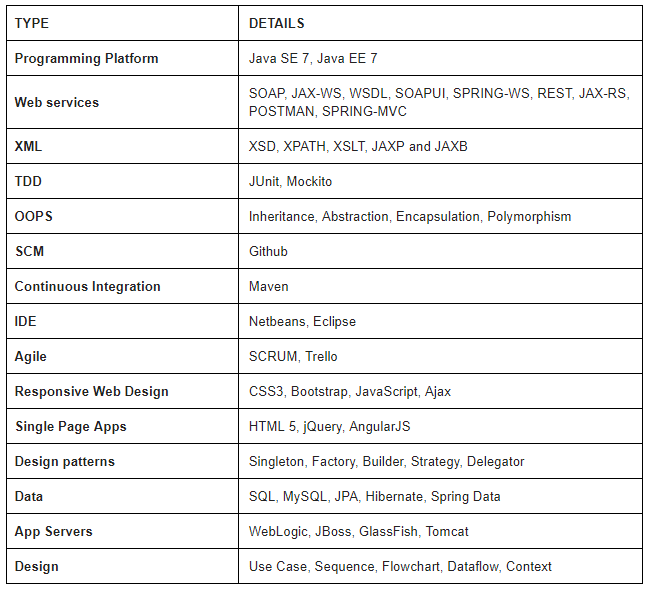 TYPE DETAILS
Programming Platform Java SE 7, Java EE 7
Web services SOAP, JAX-WS, WSDL, SOAPUI, SPRING-WS, REST, JAX-RS,
POSTMAN, SPRING-MVC
XML XSD, XPATH, XSLT, JAXP and JAXB
TDD JUnit, Mockito
OOPS Inheritance, Abstraction, Encapsulation, Polymorphism
SCM Github
Continuous Integration Maven
IDE Netbeans, Eclipse
Agile SCRUM, Trello
Responsive Web Design CSS3, Bootstrap, JavaScript, Ajax
Single Page Apps HTML 5, jQuery, AngularJS
Design patterns Singleton, Factory, Builder, Strategy, Delegator
Data SQL, MySQL, JPA, Hibernate, Spring Data
App Servers WebLogic, JBoss, GlassFish, Tomcat
Design Use Case, Sequence, Flowchart, Dataflow, Context